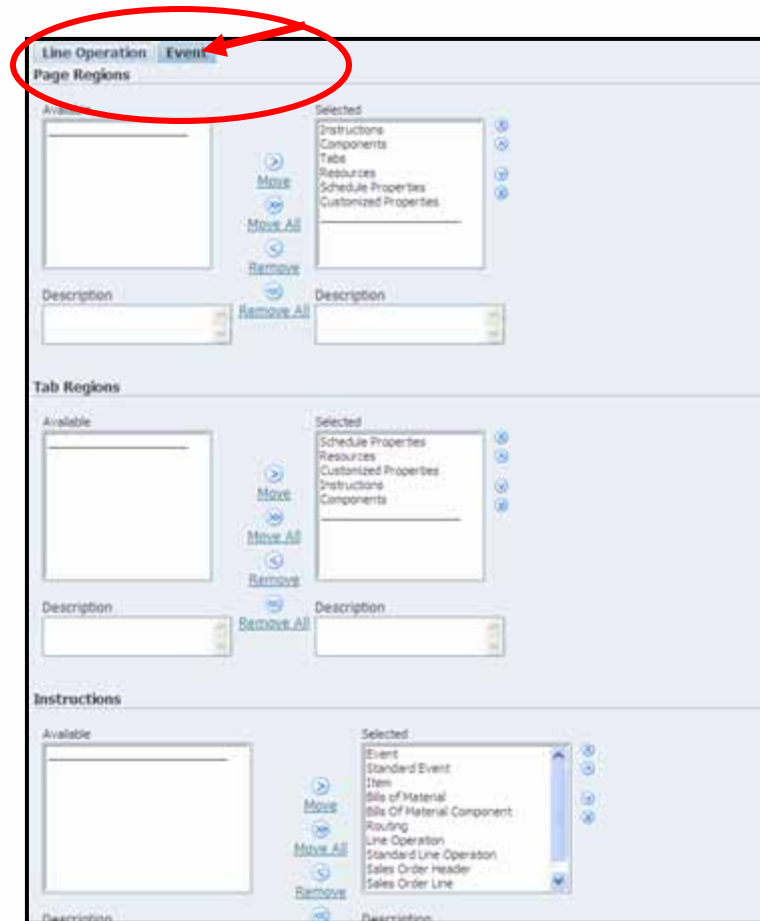 Line Operation Event
Page Regions
Available
Selected
Instructions
Components
Tabs
Resources
Schedule Properties
Customized Properties
Move
Move All
Remove
Remove All
Description
Description
Tab Regions
Available
Selected
Schedule Properties
Resources
Customized Properties
Instructions
Components
Move
Move All
Remove
Remove All
Description
Description
Instructions
Available
Selected
Event
Standard Event
Item
Bills of Material
Bills Of Material Component
Routing
Line Operation
Standard Line Operation
Sales Order Header
Sales Order Line
Move
Move All
Remove
Description
Description